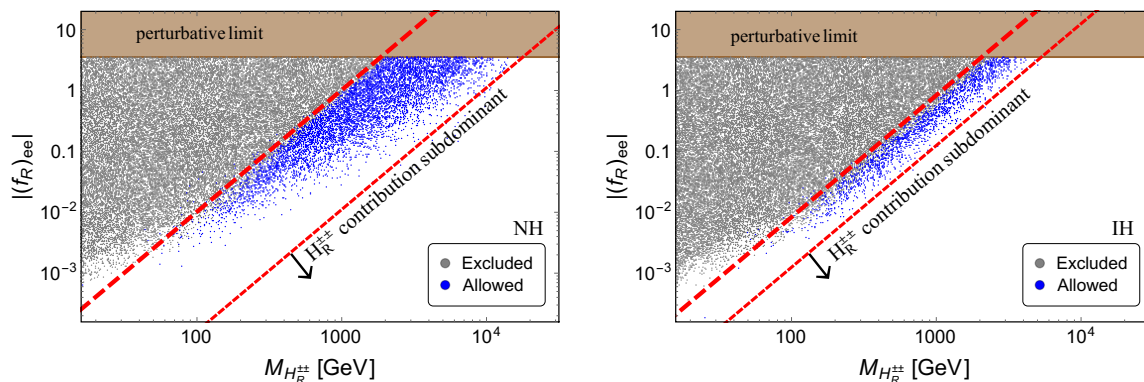 perturbative limit
|(f_R)_ee|
1
0.1
10^-2
10^-3
H_R^±± contribution subdominant
NH
Excluded
Allowed
100
1000
10^4
M_{H_R^±±} [GeV]
perturbative limit
|(f_R)_ee|
1
0.1
10^-2
10^-3
H_R^±± contribution subdominant
IH
Excluded
Allowed
100
1000
10^4
M_{H_R^±±} [GeV]